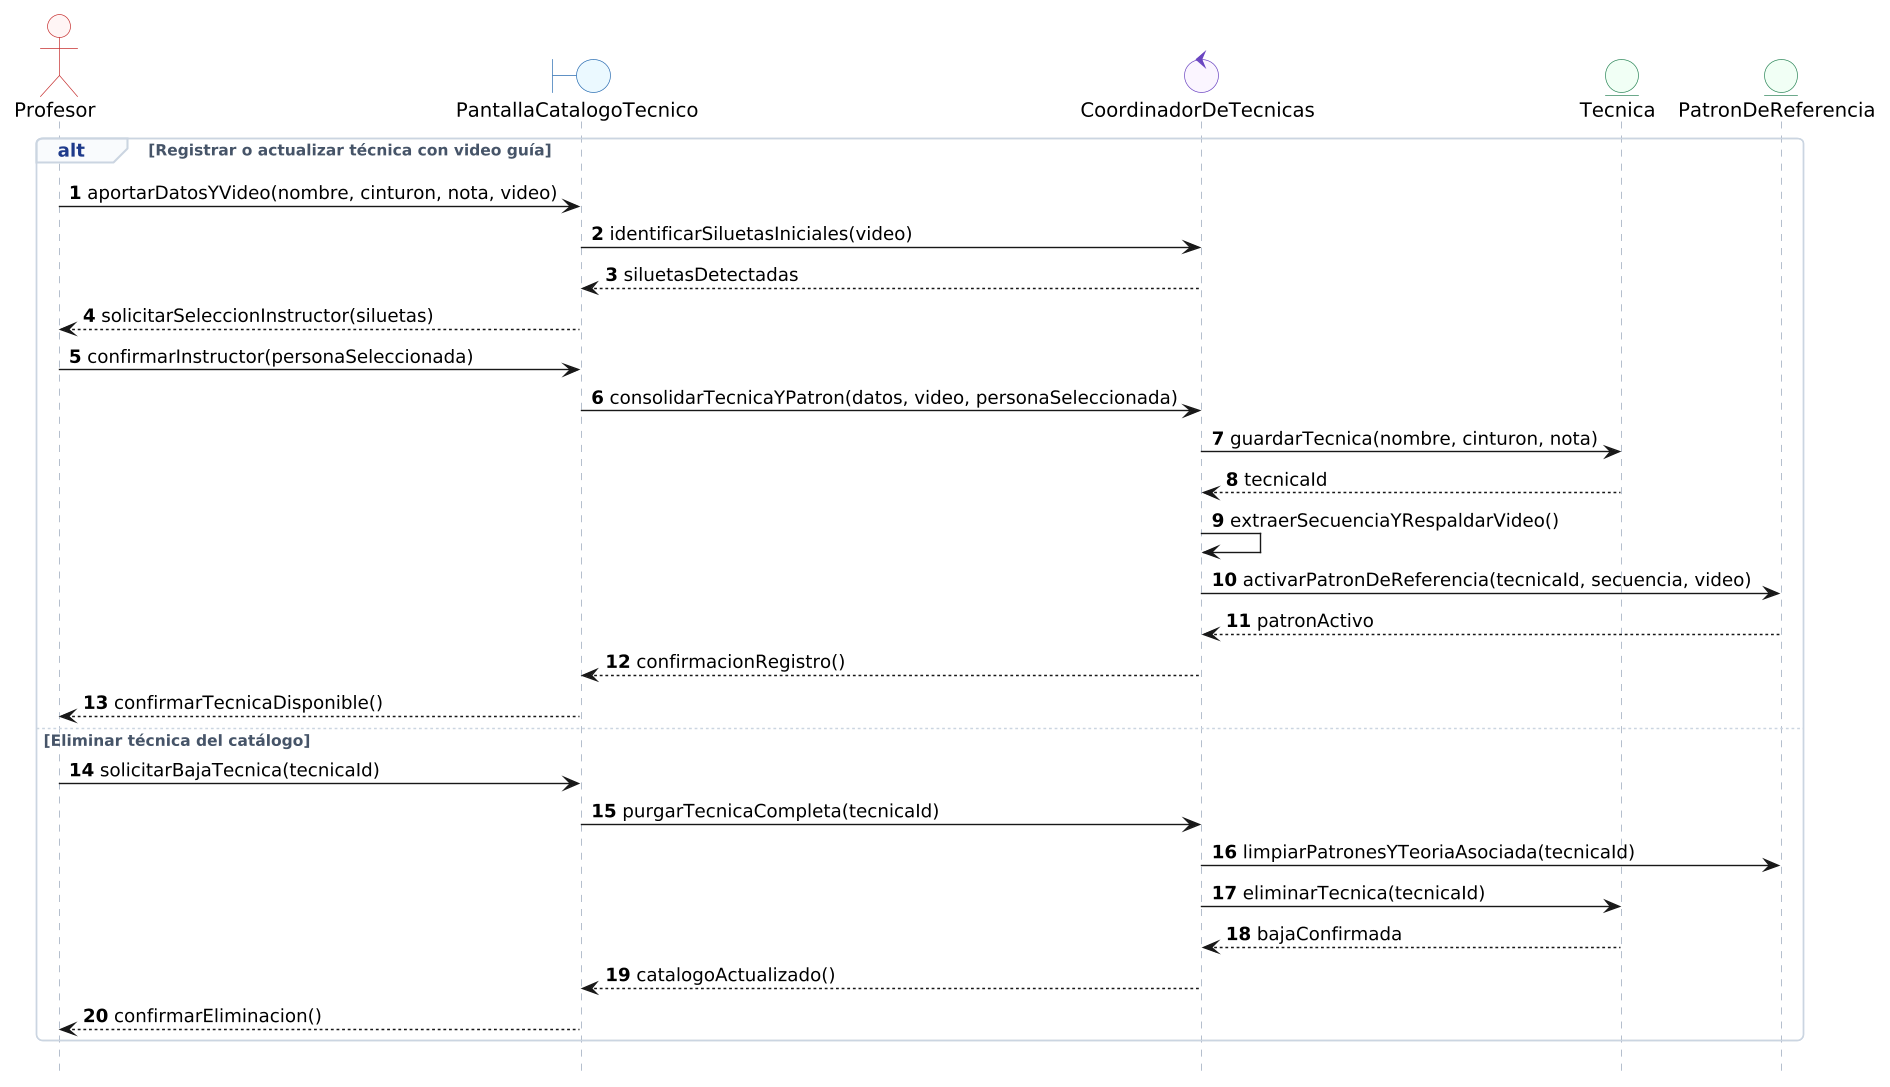 Profesor
PantallaCatalogoTecnico
CoordinadorDeTecnicas
Tecnica
PatronDeReferencia
alt
[Registrar o actualizar técnica con video guía]
1 aportarDatosYVideo(nombre, cinturon, nota, video)
2 identificarSiluetasIniciales(video)
3 siluetasDetectadas
4 solicitarSeleccionInstructor(siluetas)
5 confirmarInstructor(personaSeleccionada)
6 consolidarTecnicaYPatron(datos, video, personaSeleccionada)
7 guardarTecnica(nombre, cinturon, nota)
8 tecnicaId
9 extraerSecuenciaYRespaldarVideo()
10 activarPatronDeReferencia(tecnicaId, secuencia, video)
11 patronActivo
12 confirmacionRegistro()
13 confirmarTecnicaDisponible()
[Eliminar técnica del catálogo]
14 solicitarBajaTecnica(tecnicaId)
15 purgarTecnicaCompleta(tecnicaId)
16 limpiarPatronesYTeoriaAsociada(tecnicaId)
17 eliminarTecnica(tecnicaId)
18 bajaConfirmada
19 catalogoActualizado()
20 confirmarEliminacion()